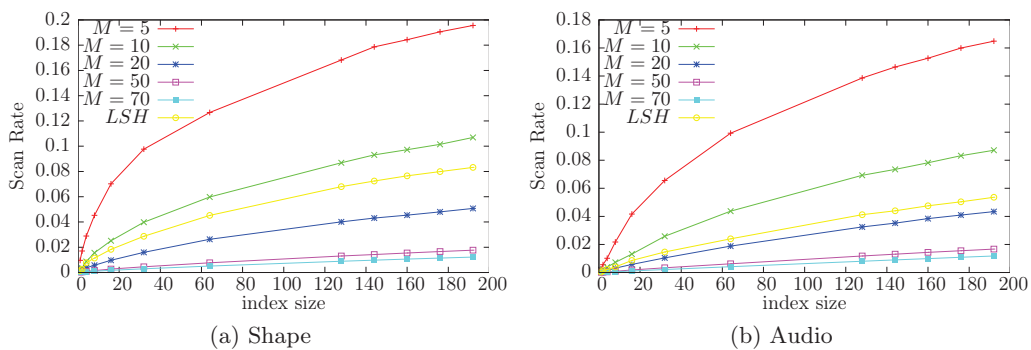 0.2
0.18
0.16
0.14
0.12
0.1
0.08
0.06
0.04
0.02
0
Scan Rate
M = 5
M = 10
M = 20
M = 50
M = 70
LSH
0 20 40 60 80 100 120 140 160 180 200
index size
(a) Shape
0.18
0.16
0.14
0.12
0.1
0.08
0.06
0.04
0.02
0
Scan Rate
M = 5
M = 10
M = 20
M = 50
M = 70
LSH
0 20 40 60 80 100 120 140 160 180 200
index size
(b) Audio